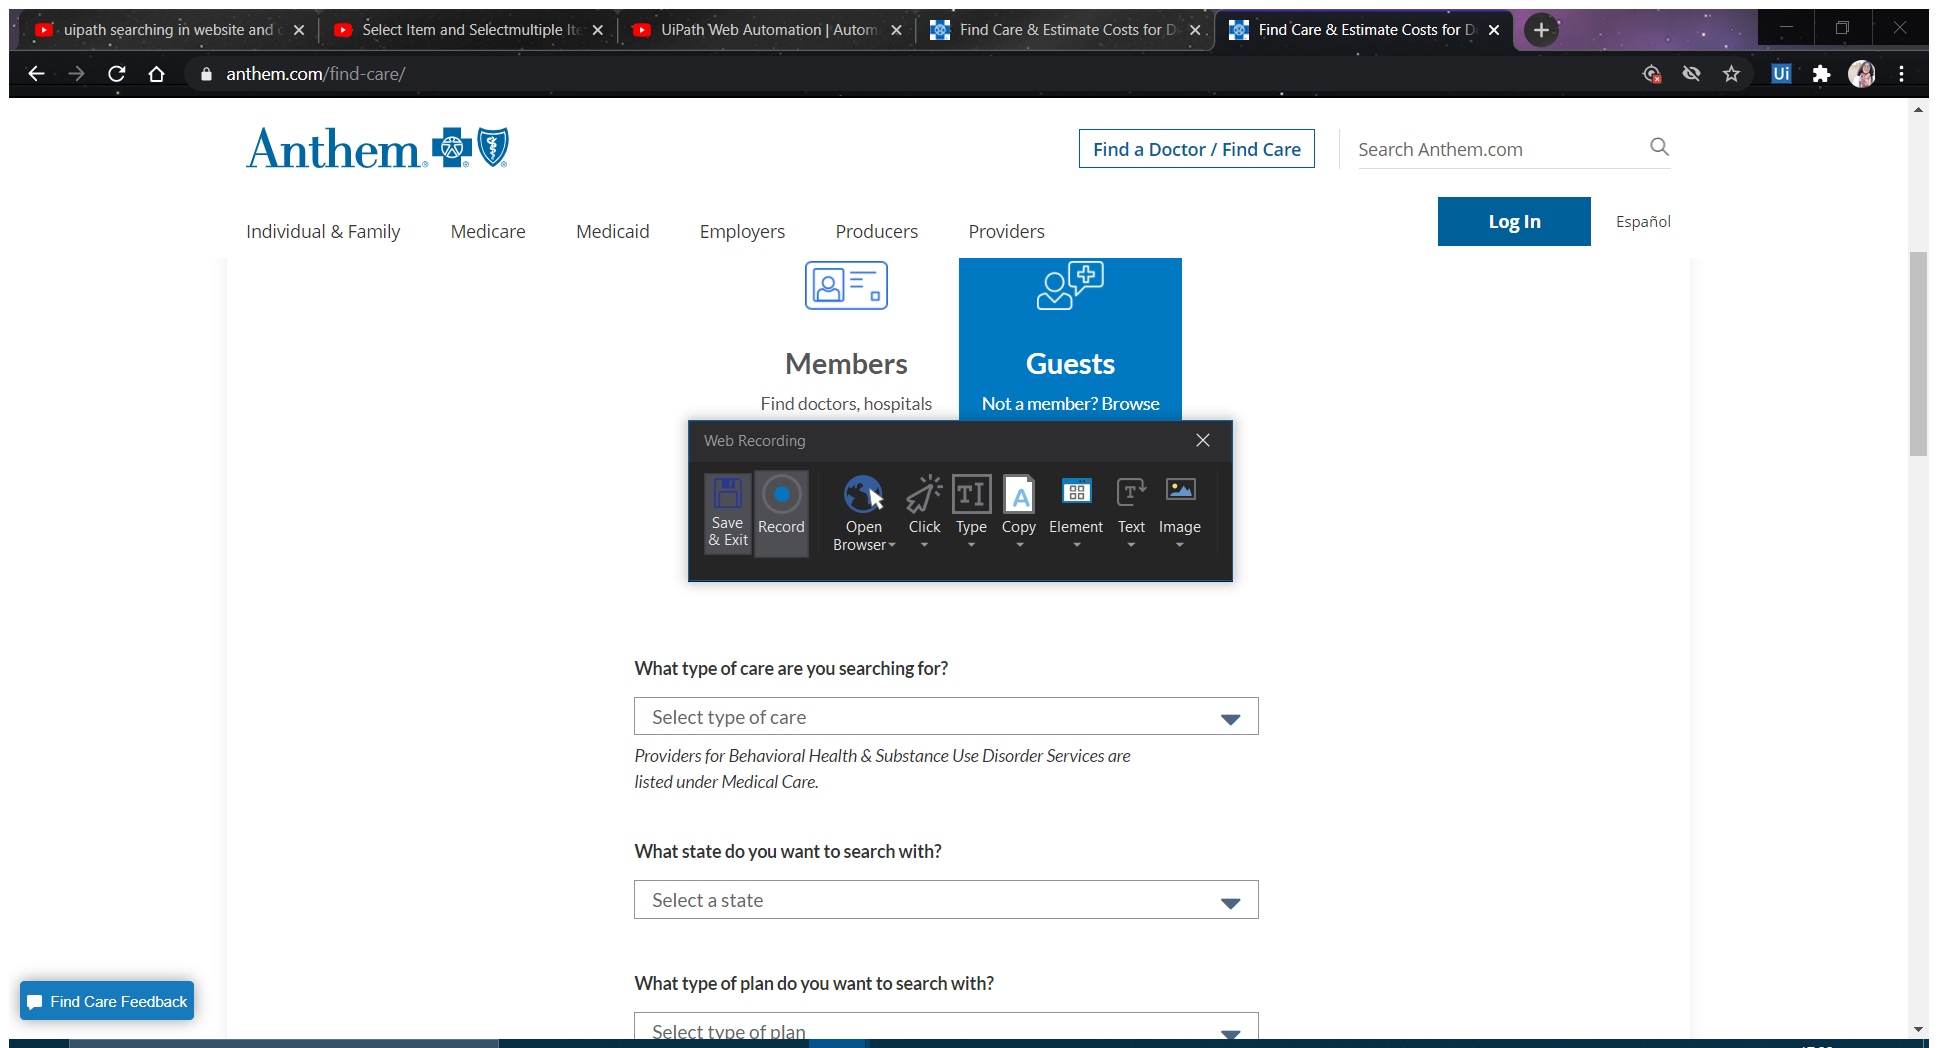 uipath searching in website and
Select Item and Selectmultiple Ite
UiPath Web Automation | Autom
Find Care & Estimate Costs for D
Find Care & Estimate Costs for D
anthem.com/find-care/
Ui
Anthem
Find a Doctor / Find Care
Search Anthem.com
Individual & Family
Medicare
Medicaid
Employers
Producers
Providers
Log In
Español
Members
Guests
Find doctors, hospitals
Not a member? Browse
Web Recording
Save & Exit
Record
Open Browser
Click
Type
Copy
Element
Text
Image
What type of care are you searching for?
Select type of care
Providers for Behavioral Health & Substance Use Disorder Services are
listed under Medical Care.
What state do you want to search with?
Select a state
What type of plan do you want to search with?
Select type of plan
Find Care Feedback